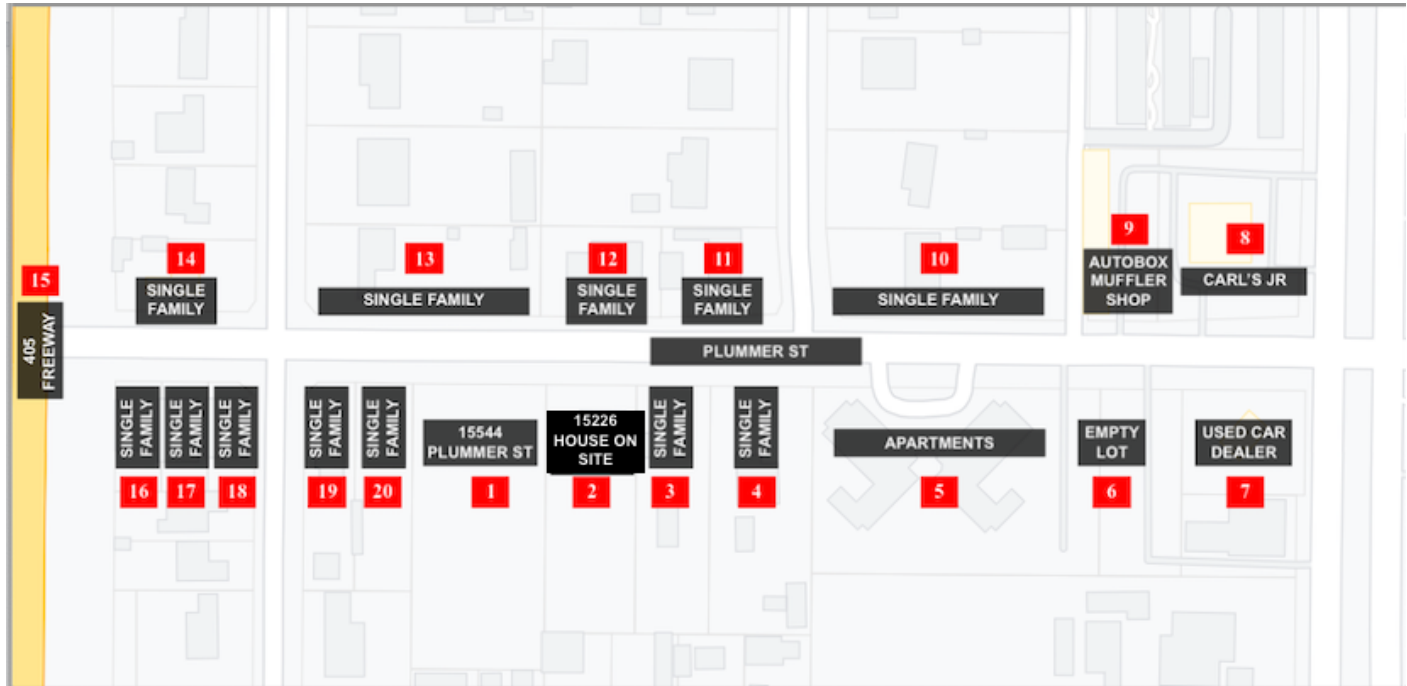 9
8
14
13
12
11
10
15
SINGLE
FAMILY
SINGLE FAMILY
SINGLE
FAMILY
SINGLE
FAMILY
SINGLE FAMILY
AUTOBOX
MUFFLER
SHOP
CARL'S JR
405
FREEWAY
PLUMMER ST
SINGLE
FAMILY
SINGLE
FAMILY
SINGLE
FAMILY
SINGLE
FAMILY
SINGLE
FAMILY
15544
PLUMMER ST
15226
HOUSE ON
SITE
SINGLE
FAMILY
SINGLE
FAMILY
APARTMENTS
EMPTY
LOT
USED CAR
DEALER
16
17
18
19
20
1
2
3
4
5
6
7